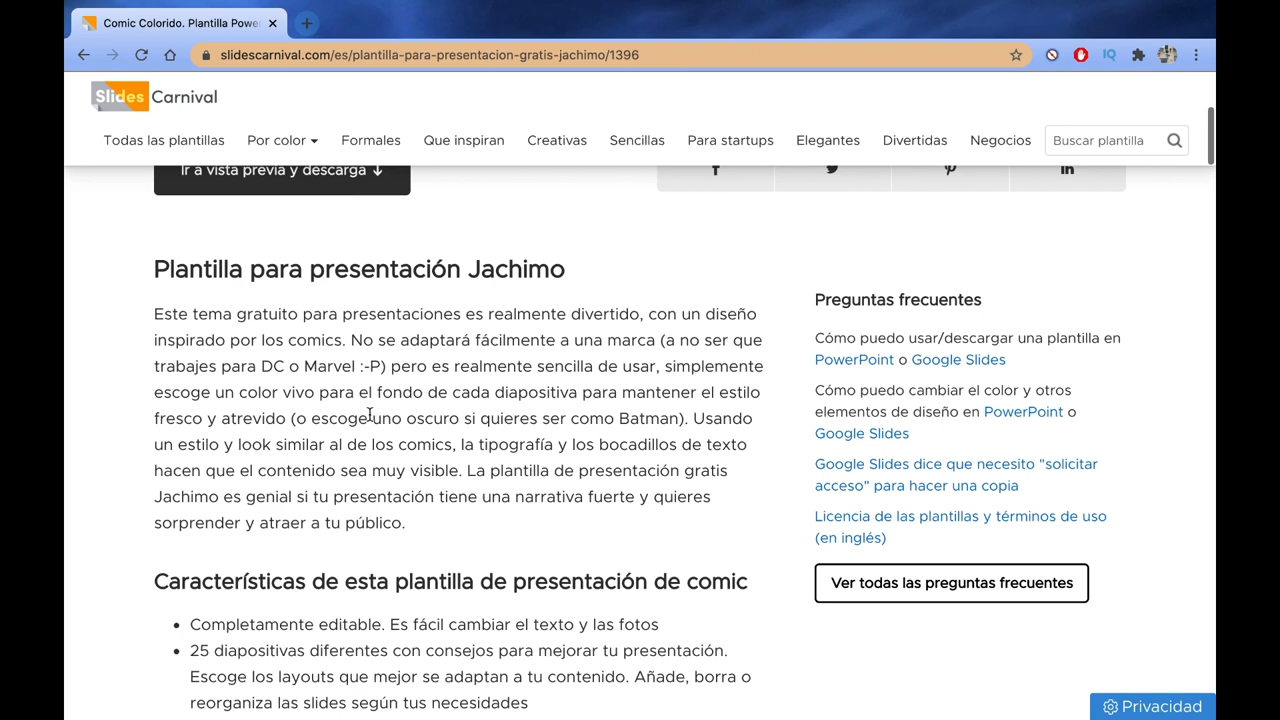 Comic Colorido. Plantilla Powe
slidescarnival.com/es/plantilla-para-presentacion-gratis-jachimo/1396
IQ
Slides Carnival
Todas las plantillas Por color Formales Que inspiran Creativas Sencillas Para startups Elegantes Divertidas Negocios Buscar plantilla
Ir a vista previa y descarga ↓
Plantilla para presentación Jachimo
Este tema gratuito para presentaciones es realmente divertido, con un diseño
inspirado por los comics. No se adaptará fácilmente a una marca (a no ser que
trabajes para DC o Marvel :-P) pero es realmente sencilla de usar, simplemente
escoge un color vivo para el fondo de cada diapositiva para mantener el estilo
fresco y atrevido (o escoge uno oscuro si quieres ser como Batman). Usando
un estilo y look similar al de los comics, la tipografía y los bocadillos de texto
hacen que el contenido sea muy visible. La plantilla de presentación gratis
Jachimo es genial si tu presentación tiene una narrativa fuerte y quieres
sorprender y atraer a tu público.
Características de esta plantilla de presentación de comic
• Completamente editable. Es fácil cambiar el texto y las fotos
• 25 diapositivas diferentes con consejos para mejorar tu presentación.
Escoge los layouts que mejor se adaptan a tu contenido. Añade, borra o
reorganiza las slides según tus necesidades
Preguntas frecuentes
Cómo puedo usar/descargar una plantilla en
PowerPoint o Google Slides
Cómo puedo cambiar el color y otros
elementos de diseño en PowerPoint o
Google Slides
Google Slides dice que necesito "solicitar
acceso" para hacer una copia
Licencia de las plantillas y términos de uso
(en inglés)
Ver todas las preguntas frecuentes
Privacidad